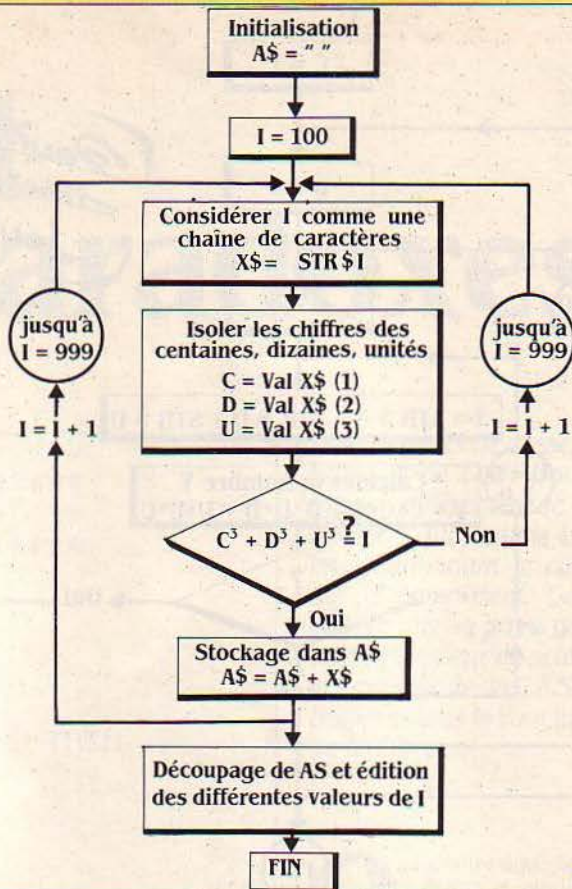 Initialisation
A$ = " "
I = 100
Considérer I comme une
chaîne de caractères
X$= STR $I
jusqu'à
I = 999
jusqu'à
I = 999
Isoler les chiffres des
centaines, dizaines, unités
C = Val X$ (1)
D = Val X$ (2)
U = Val X$ (3)
I = I + 1
I = I + 1
C³ + D³ + U³ ≟ I
Non
Oui
Stockage dans A$
A$ = A$ + X$
Découpage de AS et édition
des différentes valeurs de I
FIN